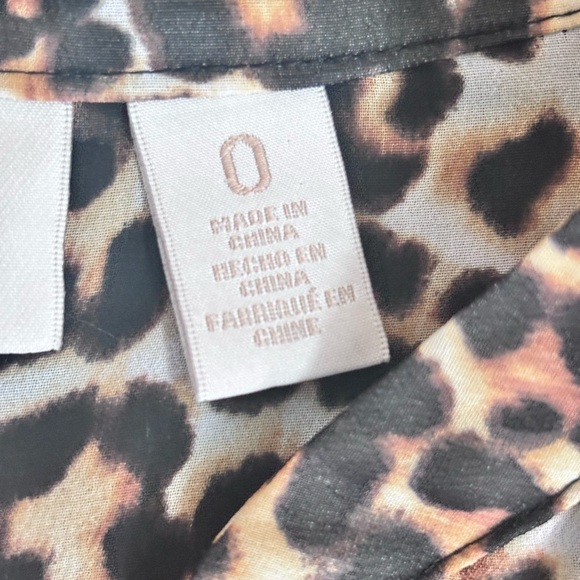 0
MADE IN
CHINA
HECHO EN
CHINA
FABRIQUÉ EN
CHINE